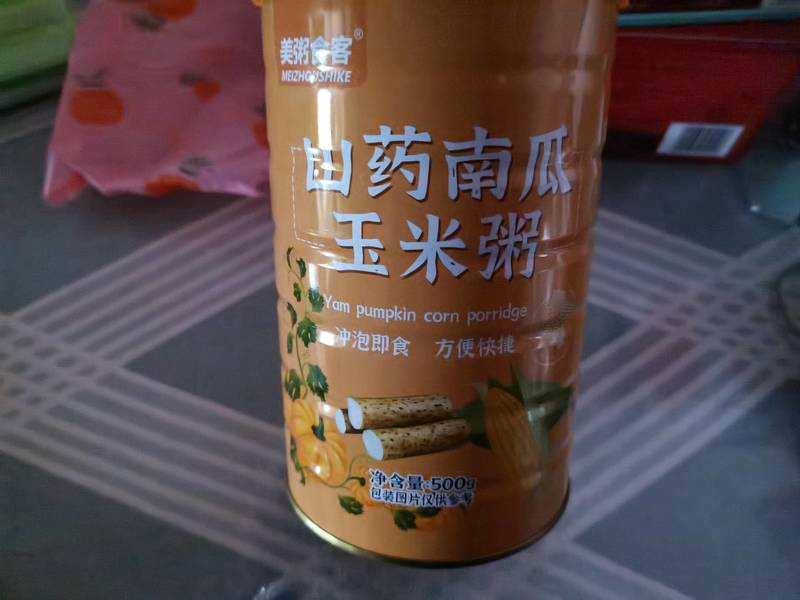 美粥食客®
MEIZHOUSHIKE
山药南瓜
玉米粥
Yam pumpkin corn porridge
冲泡即食 方便快捷
净含量:500g
包装图片仅供参考